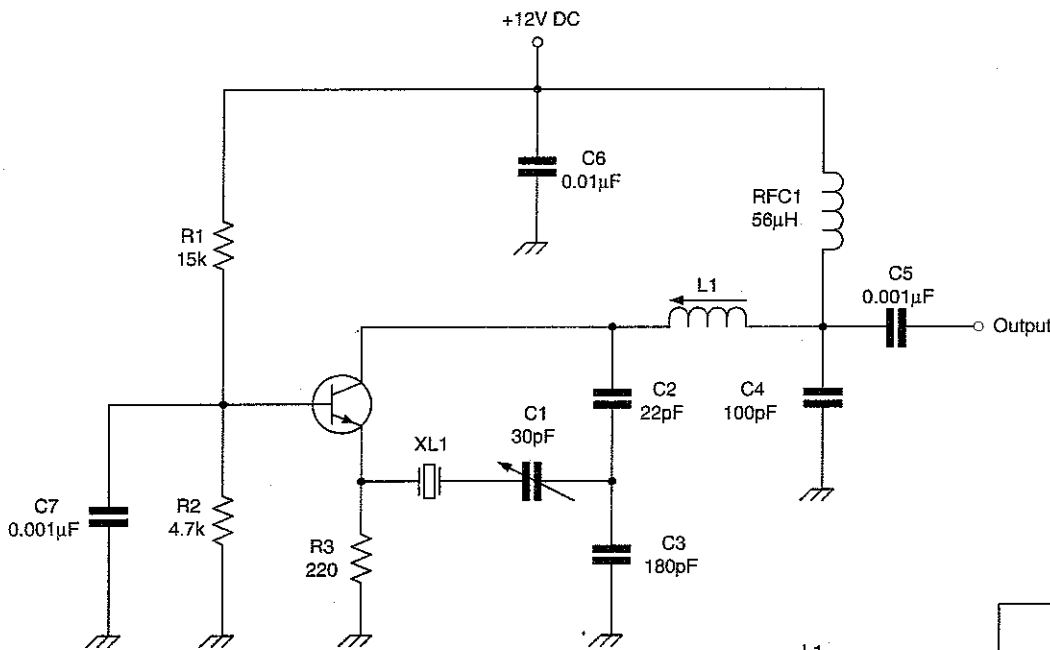 +12V DC
C6
0.01µF
RFC1
56µH
R1
15k
L1
C5
0.001µF
Output
C2
22pF
C4
100pF
C1
30pF
XL1
C7
0.001µF
R2
4.7k
R3
220
C3
180pF